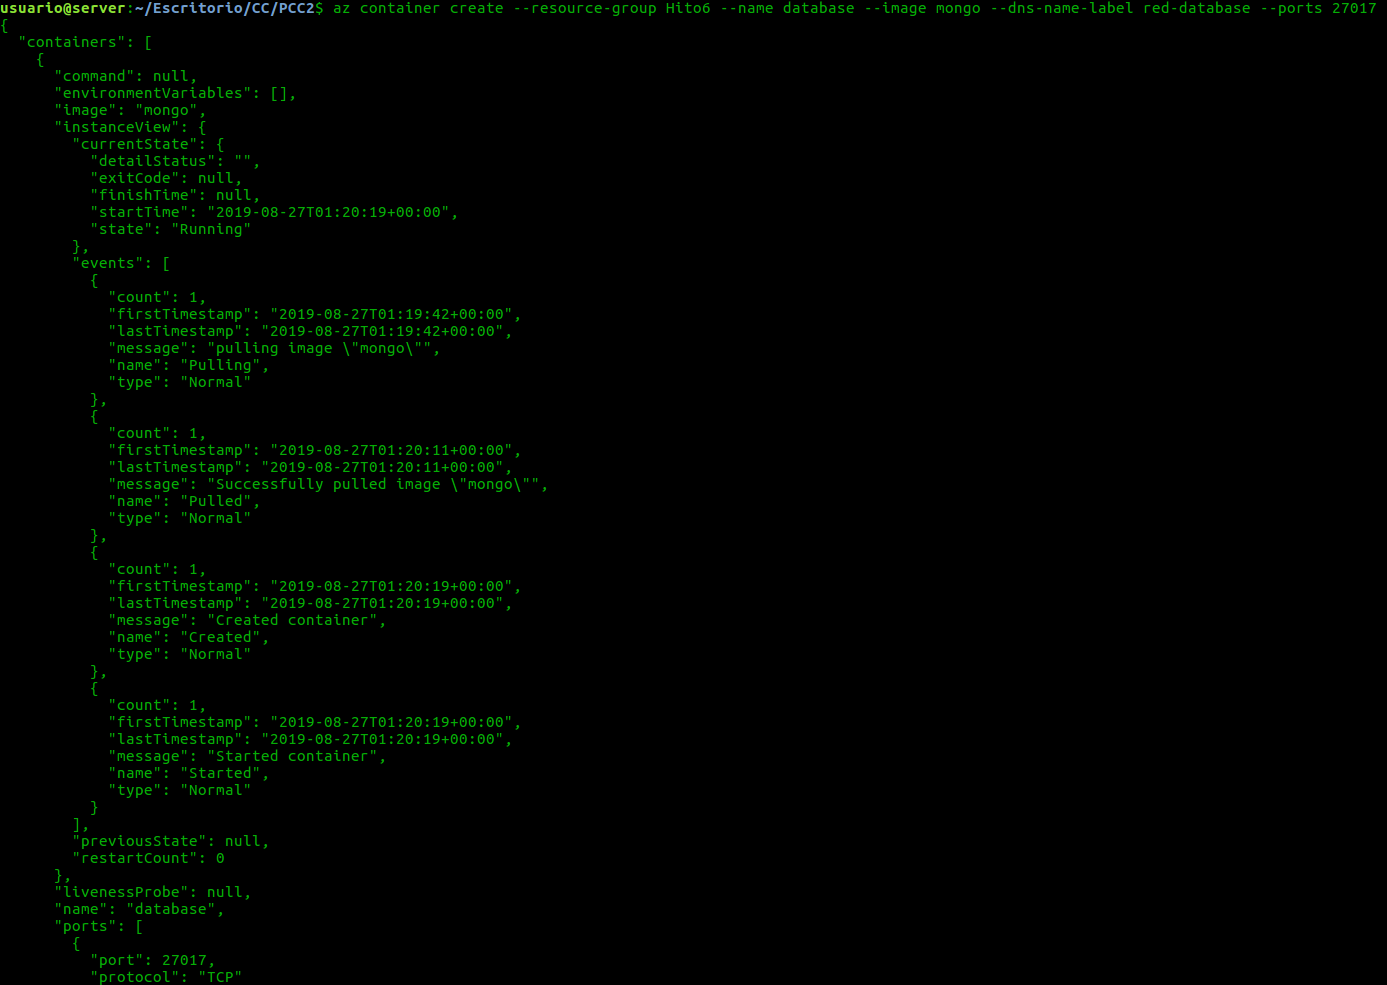 usuario@server:~/Escritorio/CC/PCC2$ az container create --resource-group Hito6 --name database --image mongo --dns-name-label red-database --ports 27017
{
  "containers": [
    {
      "command": null,
      "environmentVariables": [],
      "image": "mongo",
      "instanceView": {
        "currentState": {
          "detailStatus": "",
          "exitCode": null,
          "finishTime": null,
          "startTime": "2019-08-27T01:20:19+00:00",
          "state": "Running"
        },
        "events": [
          {
            "count": 1,
            "firstTimestamp": "2019-08-27T01:19:42+00:00",
            "lastTimestamp": "2019-08-27T01:19:42+00:00",
            "message": "pulling image \"mongo\"",
            "name": "Pulling",
            "type": "Normal"
          },
          {
            "count": 1,
            "firstTimestamp": "2019-08-27T01:20:11+00:00",
            "lastTimestamp": "2019-08-27T01:20:11+00:00",
            "message": "Successfully pulled image \"mongo\"",
            "name": "Pulled",
            "type": "Normal"
          },
          {
            "count": 1,
            "firstTimestamp": "2019-08-27T01:20:19+00:00",
            "lastTimestamp": "2019-08-27T01:20:19+00:00",
            "message": "Created container",
            "name": "Created",
            "type": "Normal"
          },
          {
            "count": 1,
            "firstTimestamp": "2019-08-27T01:20:19+00:00",
            "lastTimestamp": "2019-08-27T01:20:19+00:00",
            "message": "Started container",
            "name": "Started",
            "type": "Normal"
          }
        ],
        "previousState": null,
        "restartCount": 0
      },
      "livenessProbe": null,
      "name": "database",
      "ports": [
        {
          "port": 27017,
          "protocol": "TCP"